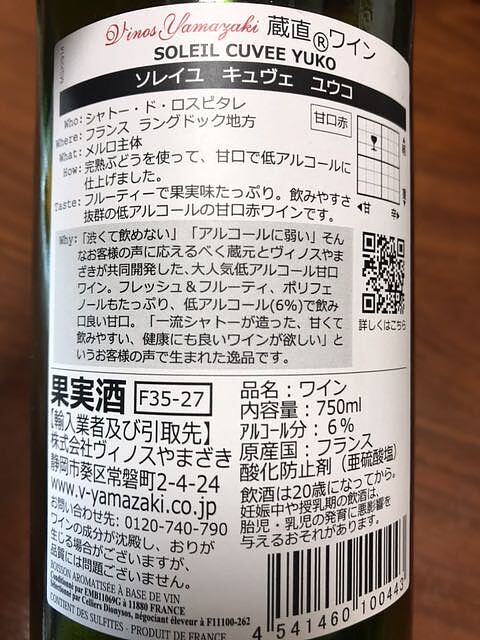 Vinos Yamazaki 蔵直®ワイン
SOLEIL CUVEE YUKO
ソレイユ キュヴェ ユウコ
Who: シャトー・ド・ロスピタレ
Where: フランス ラングドック地方
What: メルロ主体
How: 完熟ぶどうを使って、甘口で低アルコールに
仕上げました。
Taste: フルーティーで果実味たっぷり。飲みやすさ
抜群の低アルコールの甘口赤ワインです。
甘口赤
◀甘 辛▶
Why: 「渋くて飲めない」「アルコールに弱い」そん
なお客様の声に応えるべく蔵元とヴィノスやま
ざきが共同開発した、大人気低アルコール甘口
ワイン。フレッシュ&フルーティ、ポリフェ
ノールもたっぷり、低アルコール(6%)で飲み
口良い甘口。「一流シャトーが造った、甘くて
飲みやすい、健康にも良いワインが欲しい」と
いうお客様の声で生まれた逸品です。
詳しくはこちら
果実酒 F35-27
【輸入業者及び引取先】
株式会社ヴィノスやまざき
静岡市葵区常磐町2-4-24
www.v-yamazaki.co.jp
お問い合わせ先: 0120-740-790
ワインの成分が沈殿し、おりが
生じる場合がございますが、
品質には問題ございません。
品名:ワイン
内容量:750ml
アルコール分:6%
原産国:フランス
酸化防止剤(亜硫酸塩)
飲酒は20歳になってから。
妊娠中や授乳期の飲酒は、
胎児・乳児の発育に悪影響を
与えるおそれがあります。
BOISSON AROMATISÉE À BASE DE VIN
Conditionné par EMB11069G à 11880 FRANCE
Conditionné par Celliers Dionysos, négociant éleveur à F11100-262
CONTIENT DES SULFITES - PRODUIT DE FRANCE
4 541460 100443